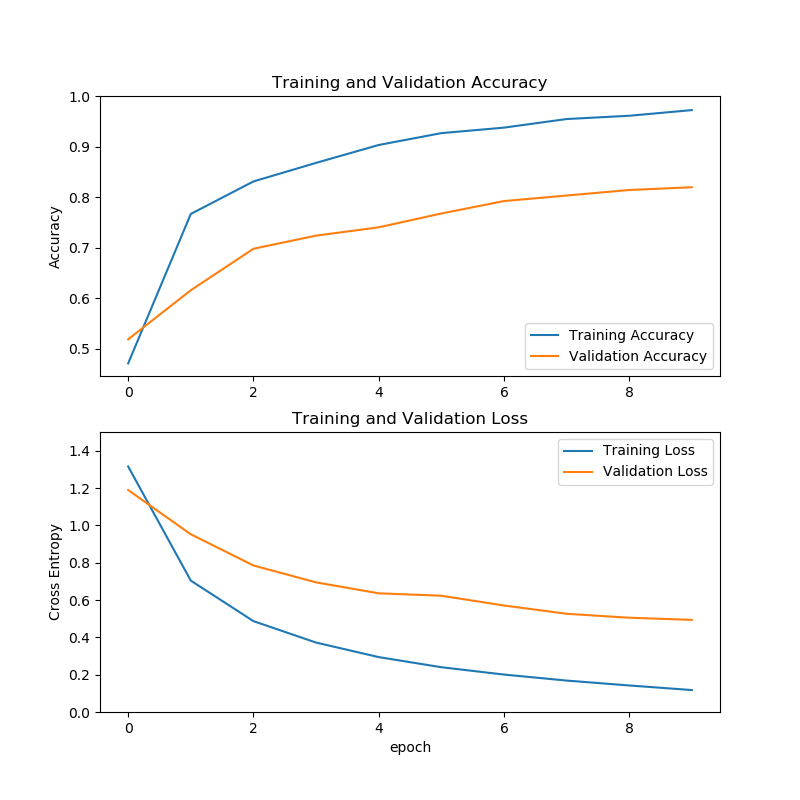 Training and Validation Accuracy
1.0
0.9
0.8
0.7
0.6
0.5
Accuracy
Training Accuracy
Validation Accuracy
0 2 4 6 8
Training and Validation Loss
1.4
1.2
1.0
0.8
0.6
0.4
0.2
0.0
Cross Entropy
Training Loss
Validation Loss
0 2 4 6 8
epoch